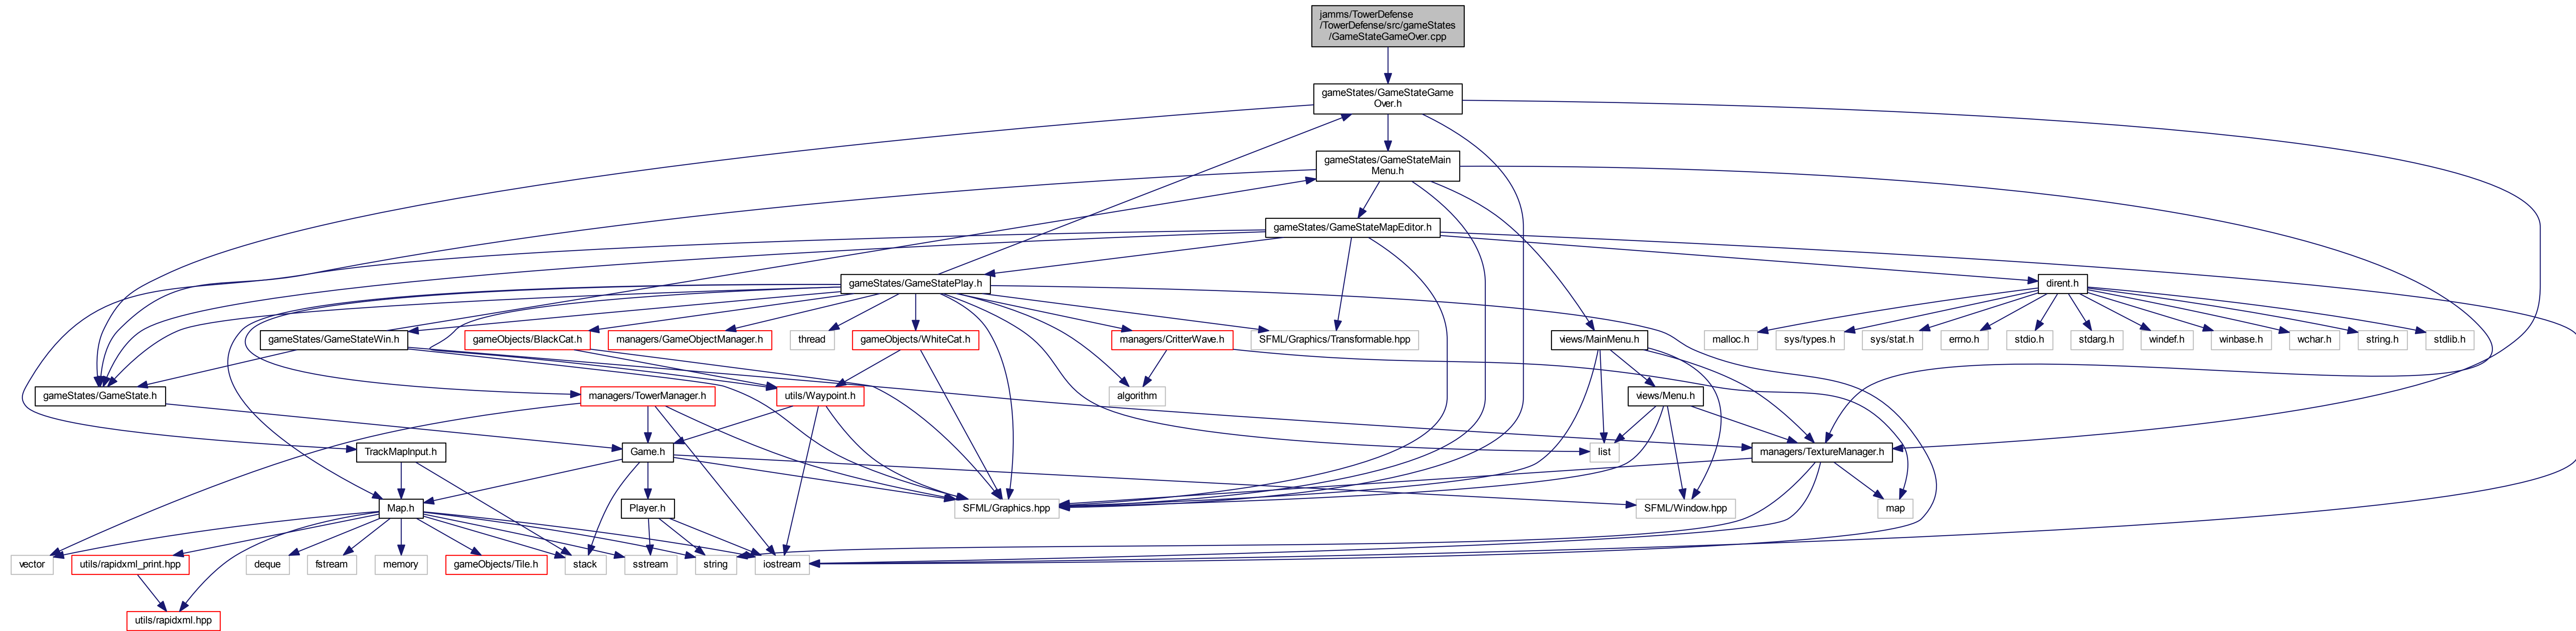 jamms/TowerDefense
/TowerDefense/src/gameStates
/GameStateGameOver.cpp
gameStates/GameStateGame
Over.h
gameStates/GameStateMain
Menu.h
gameStates/GameStateMapEditor.h
gameStates/GameStatePlay.h
dirent.h
gameStates/GameStateWin.h
gameObjects/BlackCat.h
managers/GameObjectManager.h
thread
gameObjects/WhiteCat.h
managers/CritterWave.h
SFML/Graphics/Transformable.hpp
views/MainMenu.h
malloc.h
sys/types.h
sys/stat.h
errno.h
stdio.h
stdarg.h
windef.h
winbase.h
wchar.h
string.h
stdlib.h
gameStates/GameState.h
managers/TowerManager.h
utils/Waypoint.h
algorithm
views/Menu.h
TrackMapInput.h
Game.h
list
managers/TextureManager.h
Map.h
Player.h
SFML/Graphics.hpp
SFML/Window.hpp
map
vector
utils/rapidxml_print.hpp
deque
fstream
memory
gameObjects/Tile.h
stack
sstream
string
iostream
utils/rapidxml.hpp